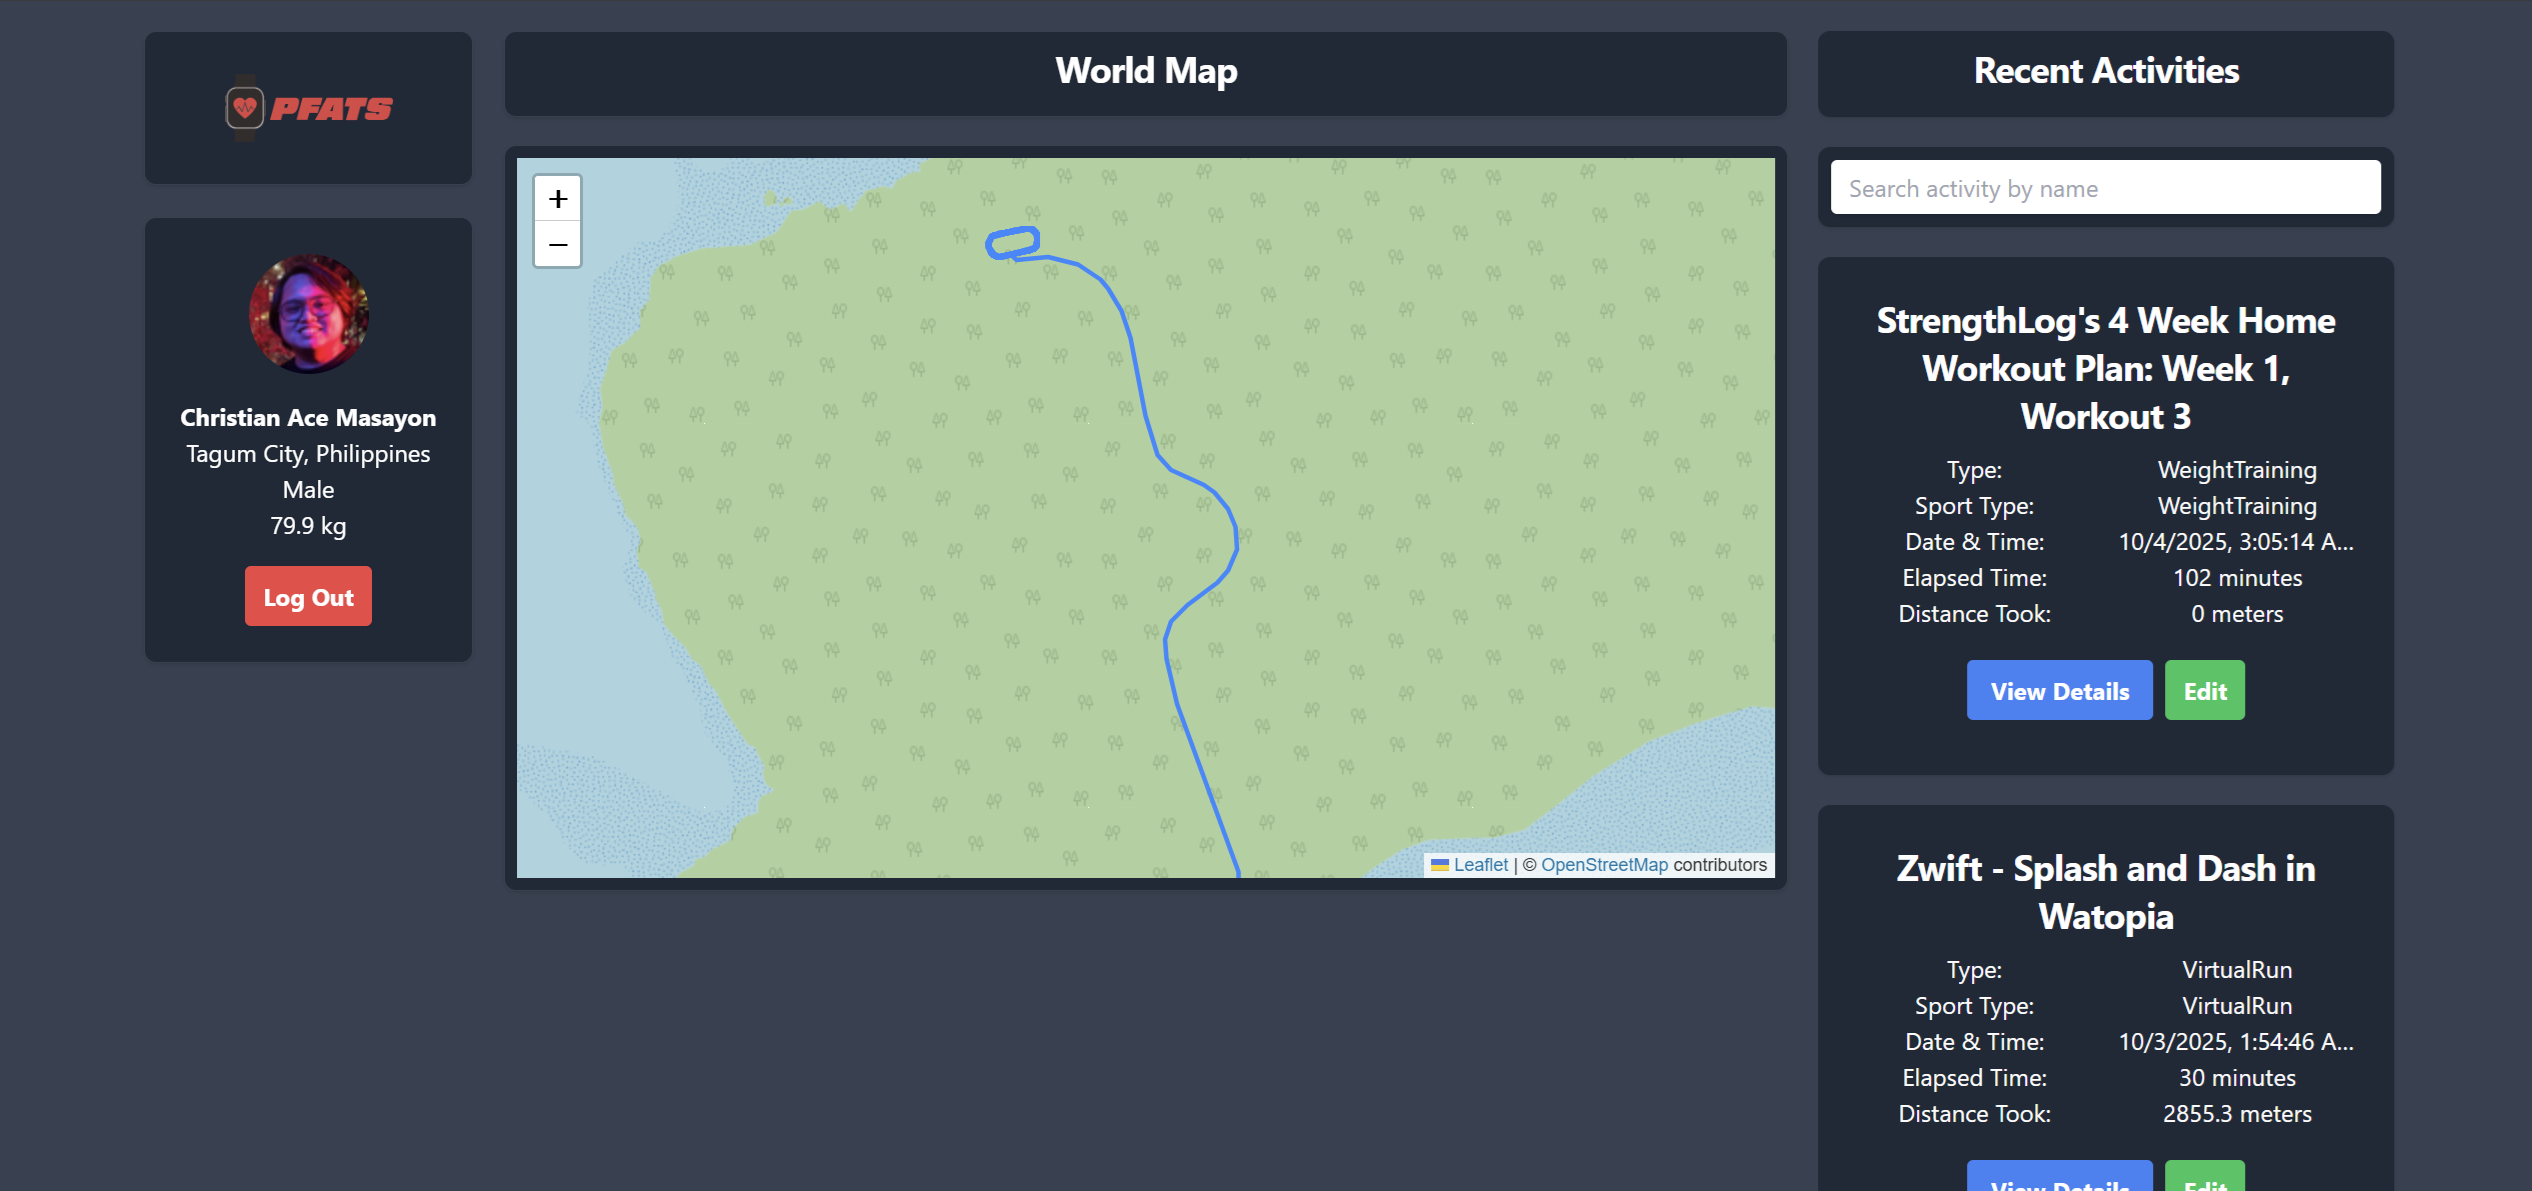 PFATS
Christian Ace Masayon
Tagum City, Philippines
Male
79.9 kg
Log Out
World Map
+
−
Leaflet | © OpenStreetMap contributors
Recent Activities
Search activity by name
StrengthLog's 4 Week Home
Workout Plan: Week 1,
Workout 3
Type: WeightTraining
Sport Type: WeightTraining
Date & Time: 10/4/2025, 3:05:14 A...
Elapsed Time: 102 minutes
Distance Took: 0 meters
View Details Edit
Zwift - Splash and Dash in
Watopia
Type: VirtualRun
Sport Type: VirtualRun
Date & Time: 10/3/2025, 1:54:46 A...
Elapsed Time: 30 minutes
Distance Took: 2855.3 meters
View Details Edit